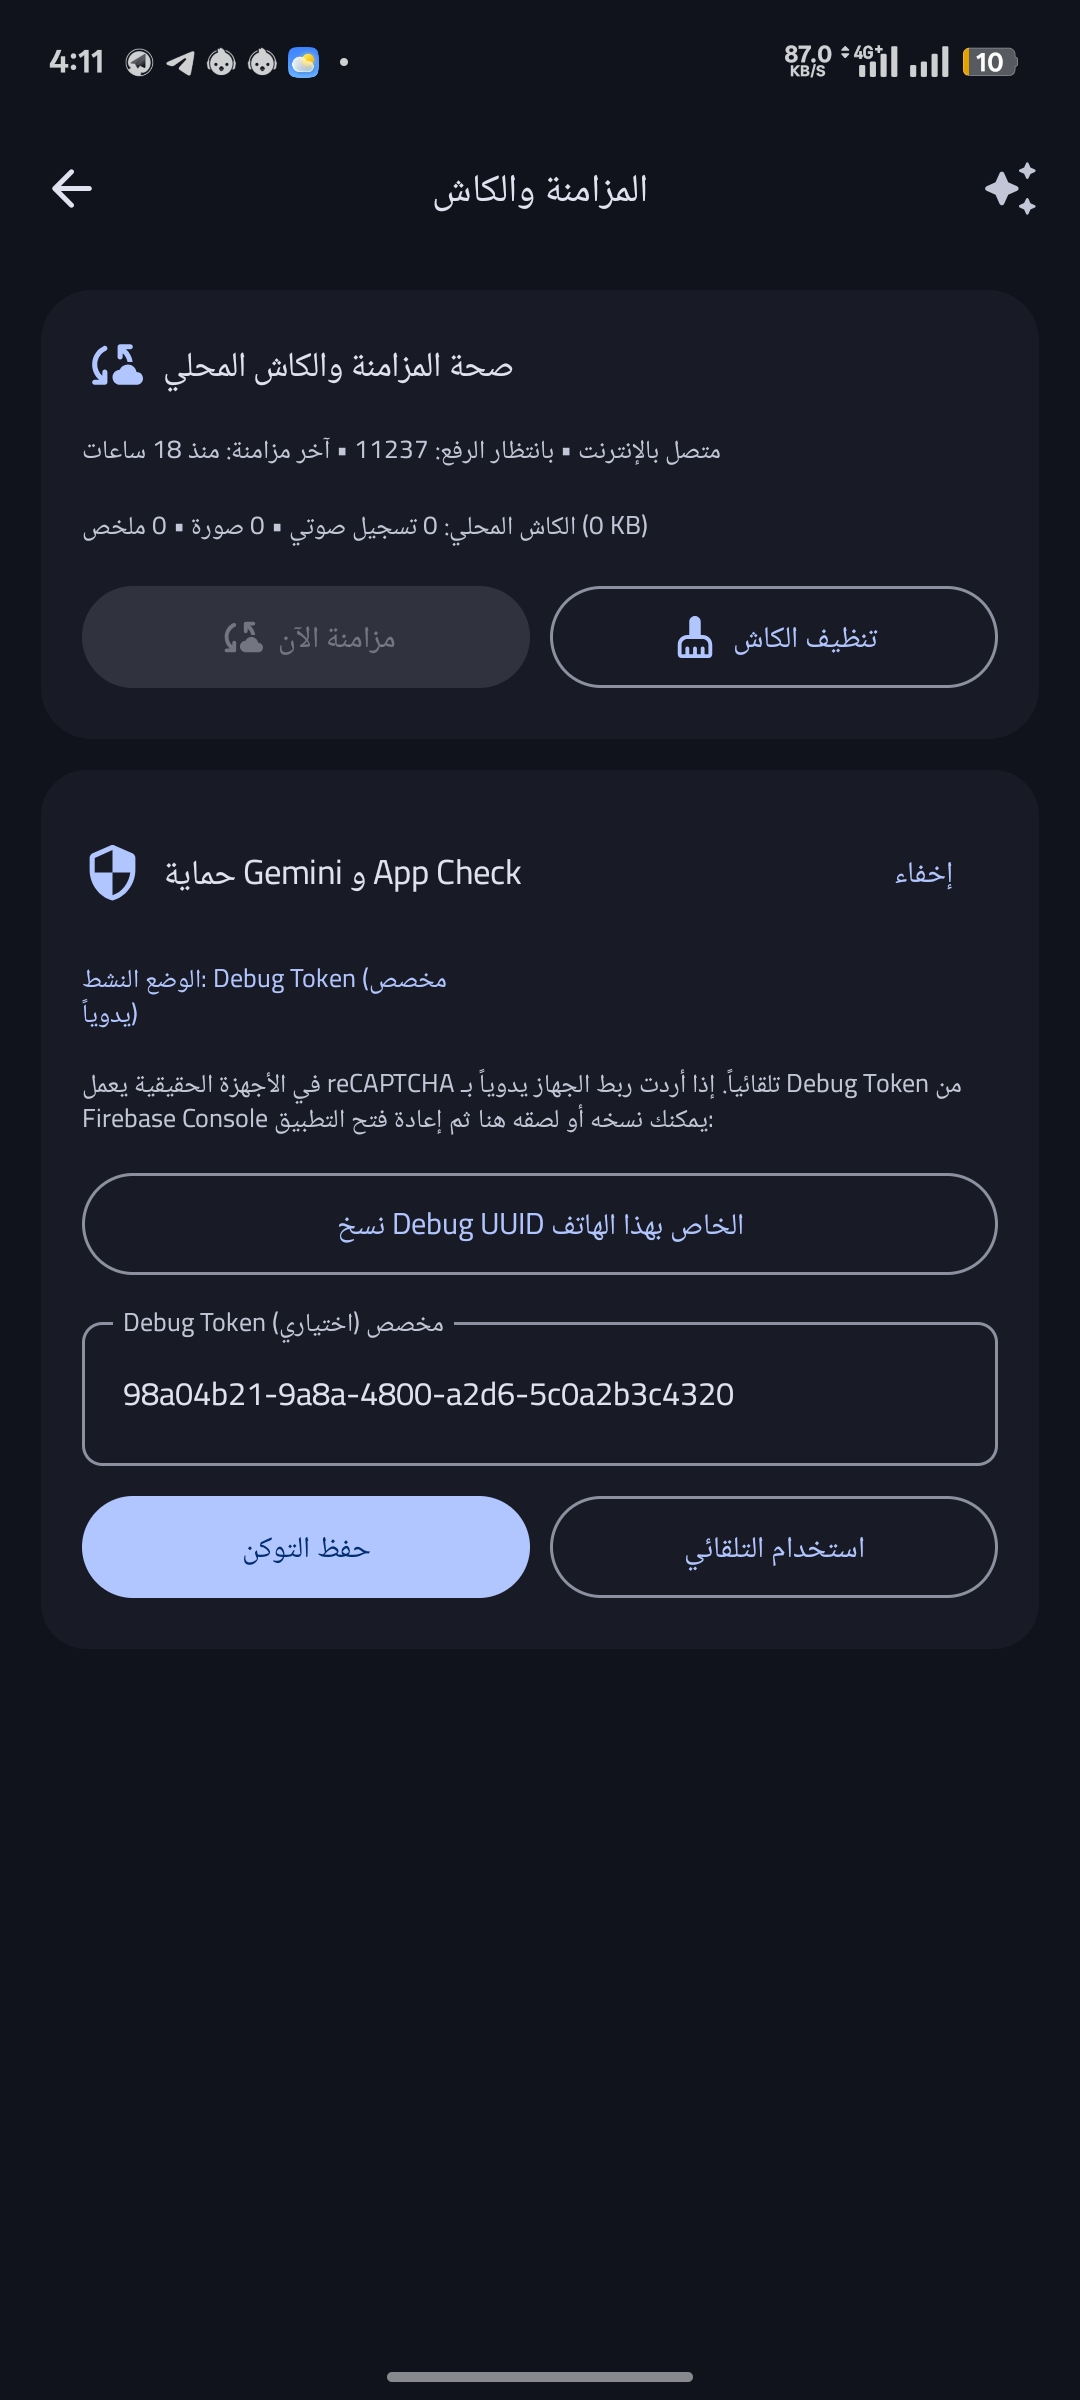 4:11
87.0 KB/S 4G+ 10
المزامنة والكاش
صحة المزامنة والكاش المحلي
متصل بالإنترنت ▪ بانتظار الرفع: 11237 ▪ آخر مزامنة: منذ 18 ساعات
الكاش المحلي: 0 تسجيل صوتي ▪ 0 صورة ▪ 0 ملخص (0 KB)
مزامنة الآن
تنظيف الكاش
حماية Gemini و App Check
إخفاء
الوضع النشط: Debug Token (مخصص
يدوياً)
يعمل reCAPTCHA في الأجهزة الحقيقية تلقائياً. إذا أردت ربط الجهاز يدوياً بـ Debug Token من
Firebase Console يمكنك نسخه أو لصقه هنا ثم إعادة فتح التطبيق:
نسخ Debug UUID الخاص بهذا الهاتف
Debug Token مخصص (اختياري)
98a04b21-9a8a-4800-a2d6-5c0a2b3c4320
حفظ التوكن
استخدام التلقائي